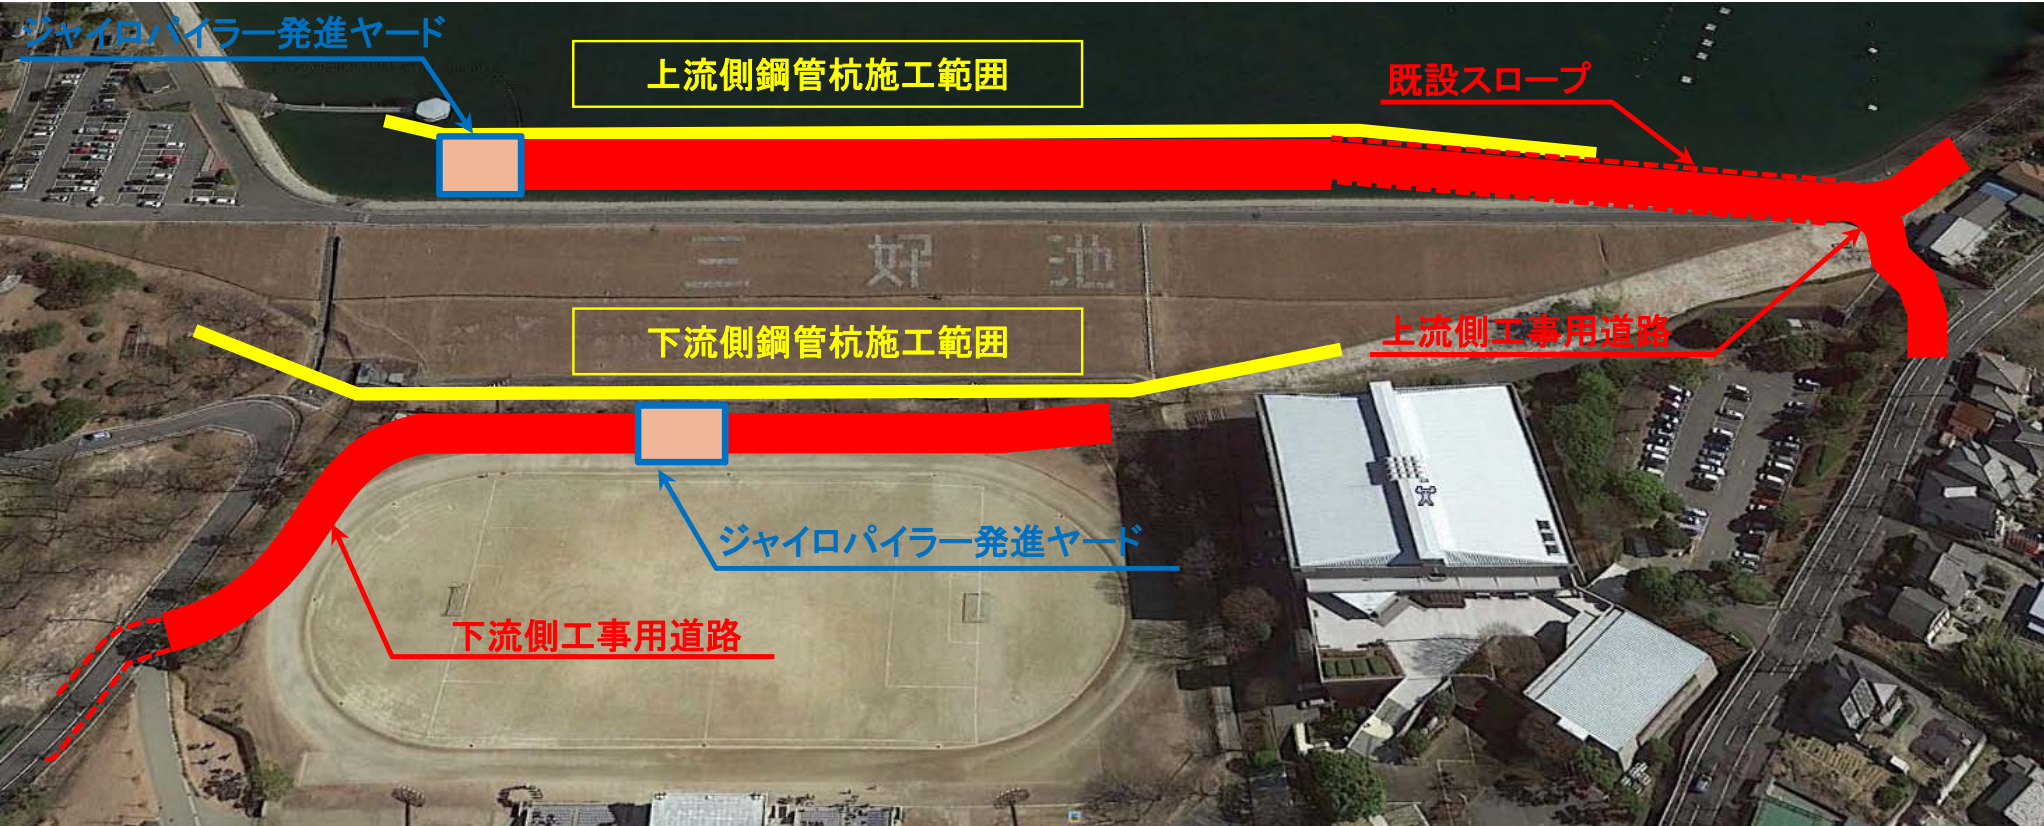 ジャイロパイラー発進ヤード
上流側鋼管杭施工範囲
既設スロープ
三好池
下流側鋼管杭施工範囲
上流側工事用道路
ジャイロパイラー発進ヤード
下流側工事用道路